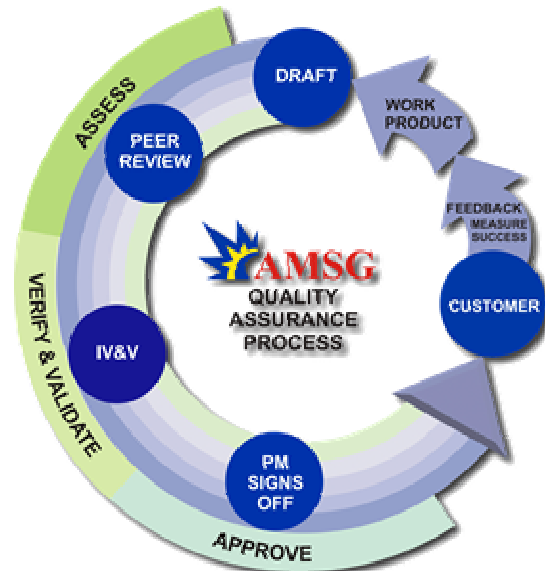 DRAFT
WORK
PRODUCT
FEEDBACK
MEASURE
SUCCESS
CUSTOMER
ASSESS
PEER
REVIEW
AMSG
QUALITY
ASSURANCE
PROCESS
VERIFY & VALIDATE
IV&V
PM
SIGNS
OFF
APPROVE